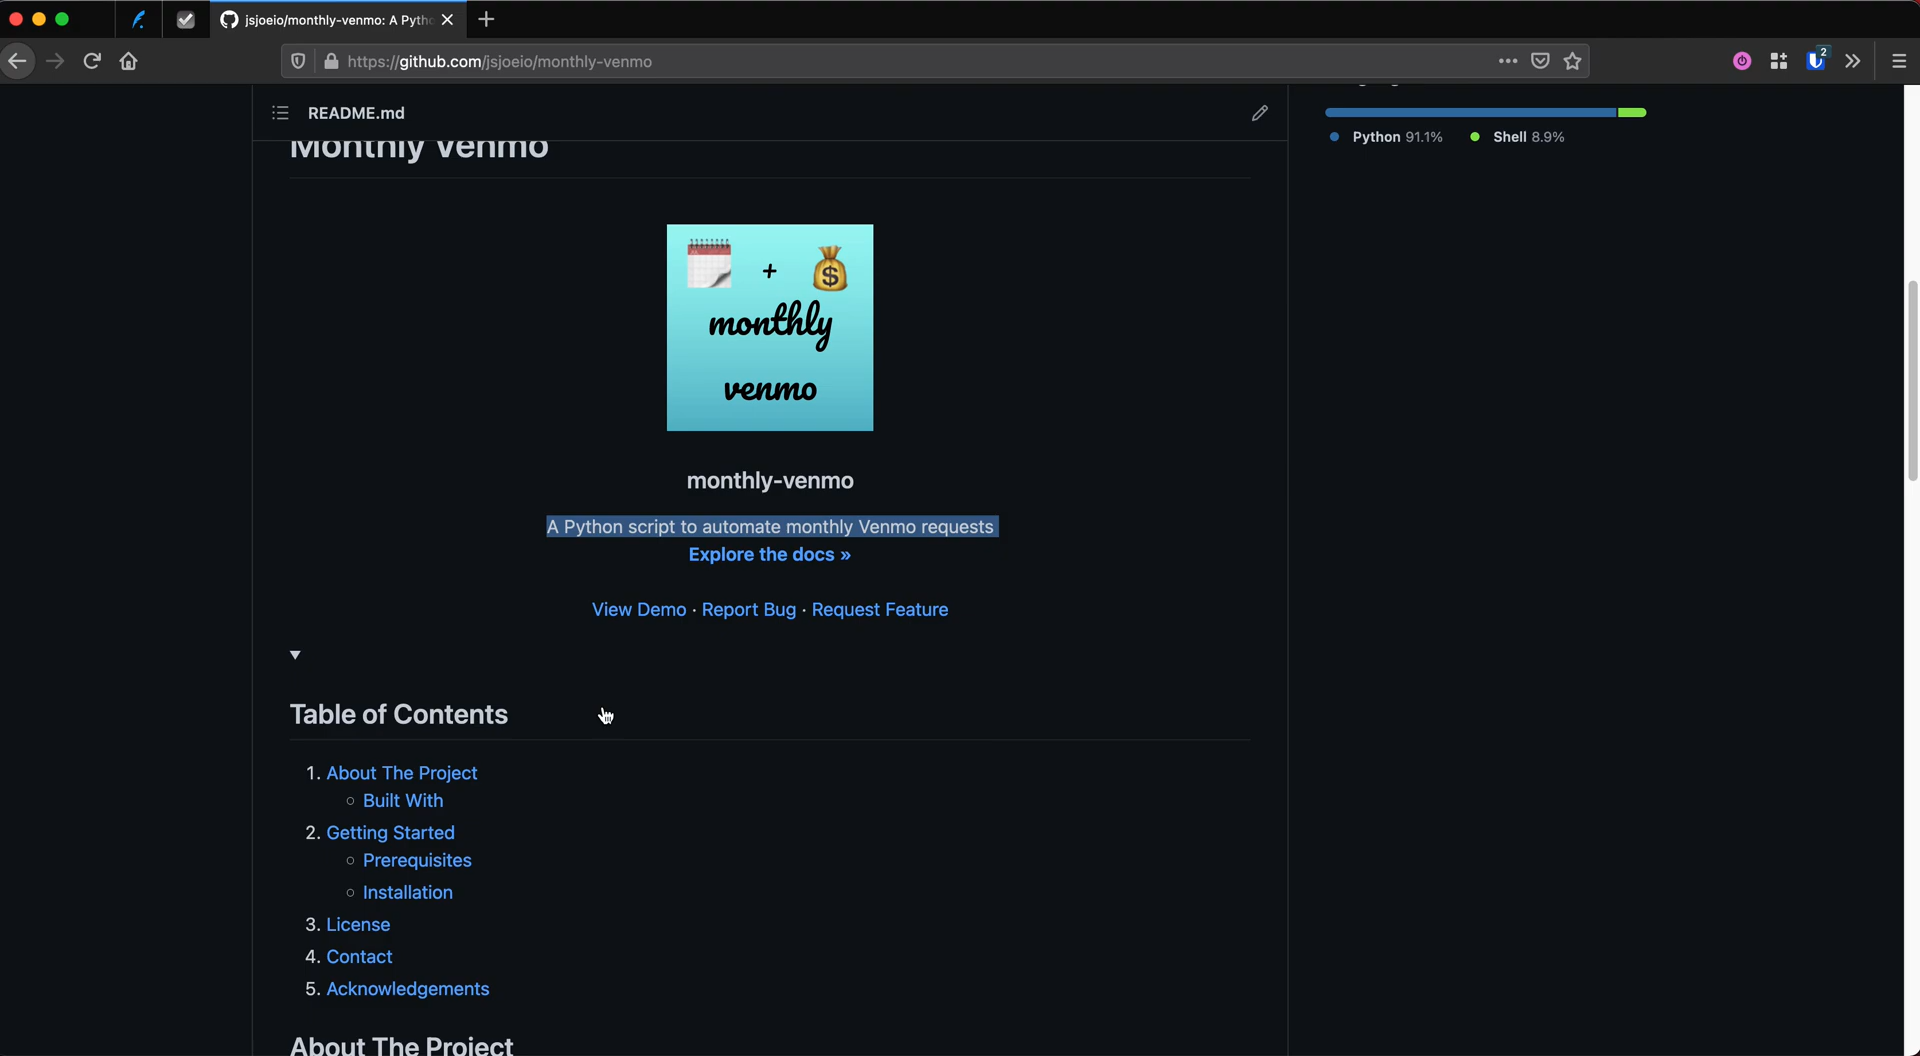 jsjoeio/monthly-venmo: A Pyth
https://github.com/jsjoeio/monthly-venmo
2
README.md
Monthly Venmo
Python 91.1% Shell 8.9%
+
$
monthly
venmo
monthly-venmo
A Python script to automate monthly Venmo requests
Explore the docs »
View Demo · Report Bug · Request Feature
Table of Contents
1. About The Project
Built With
2. Getting Started
Prerequisites
Installation
3. License
4. Contact
5. Acknowledgements
About The Project